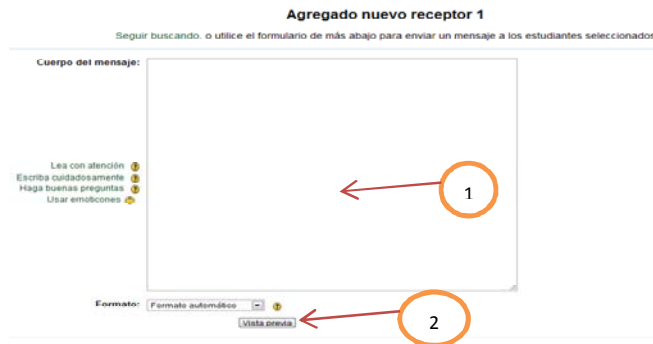 Agregado nuevo receptor 1
Seguir buscando. o utilice el formulario de más abajo para enviar un mensaje a los estudiantes seleccionados
Cuerpo del mensaje:
Lea con atención
Escriba cuidadosamente
Haga buenas preguntas
Usar emoticones
1
Formato: Formato automático
Vista previa
2